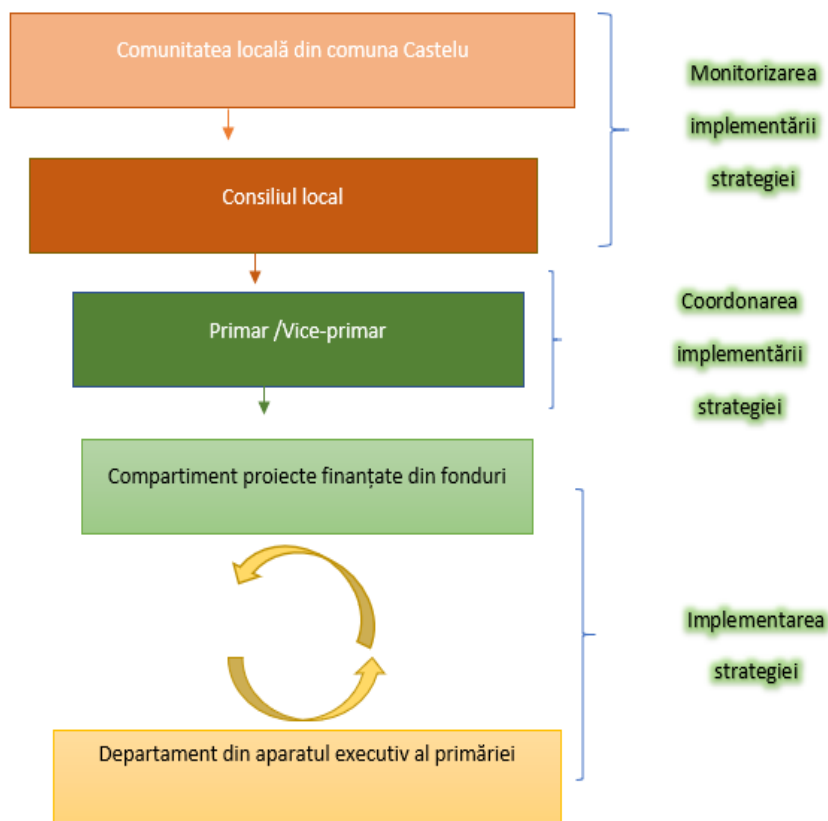 Comunitatea locală din comuna Castelu
Monitorizarea
implementării
strategiei
Consiliul local
Primar /Vice-primar
Coordonarea
implementării
strategiei
Compartiment proiecte finanțate din fonduri
Implementarea
strategiei
Departament din aparatul executiv al primăriei